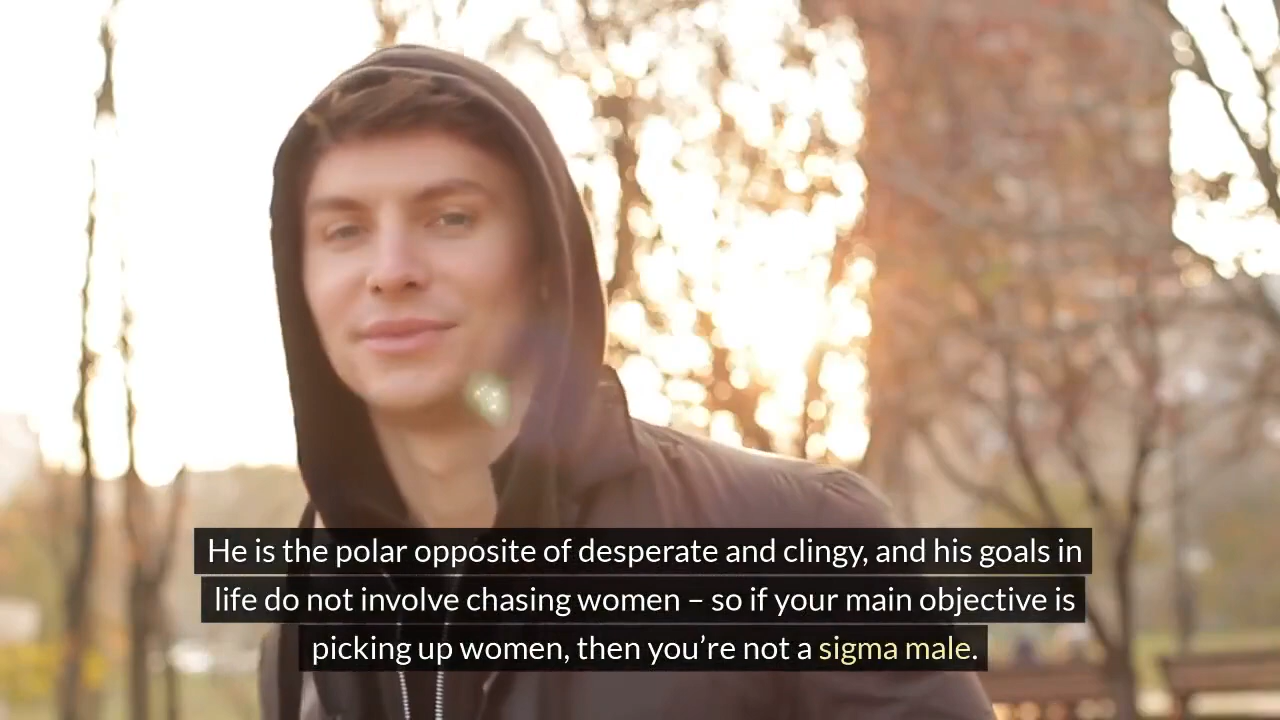 He is the polar opposite of desperate and clingy, and his goals in
life do not involve chasing women – so if your main objective is
picking up women, then you’re not a sigma male.